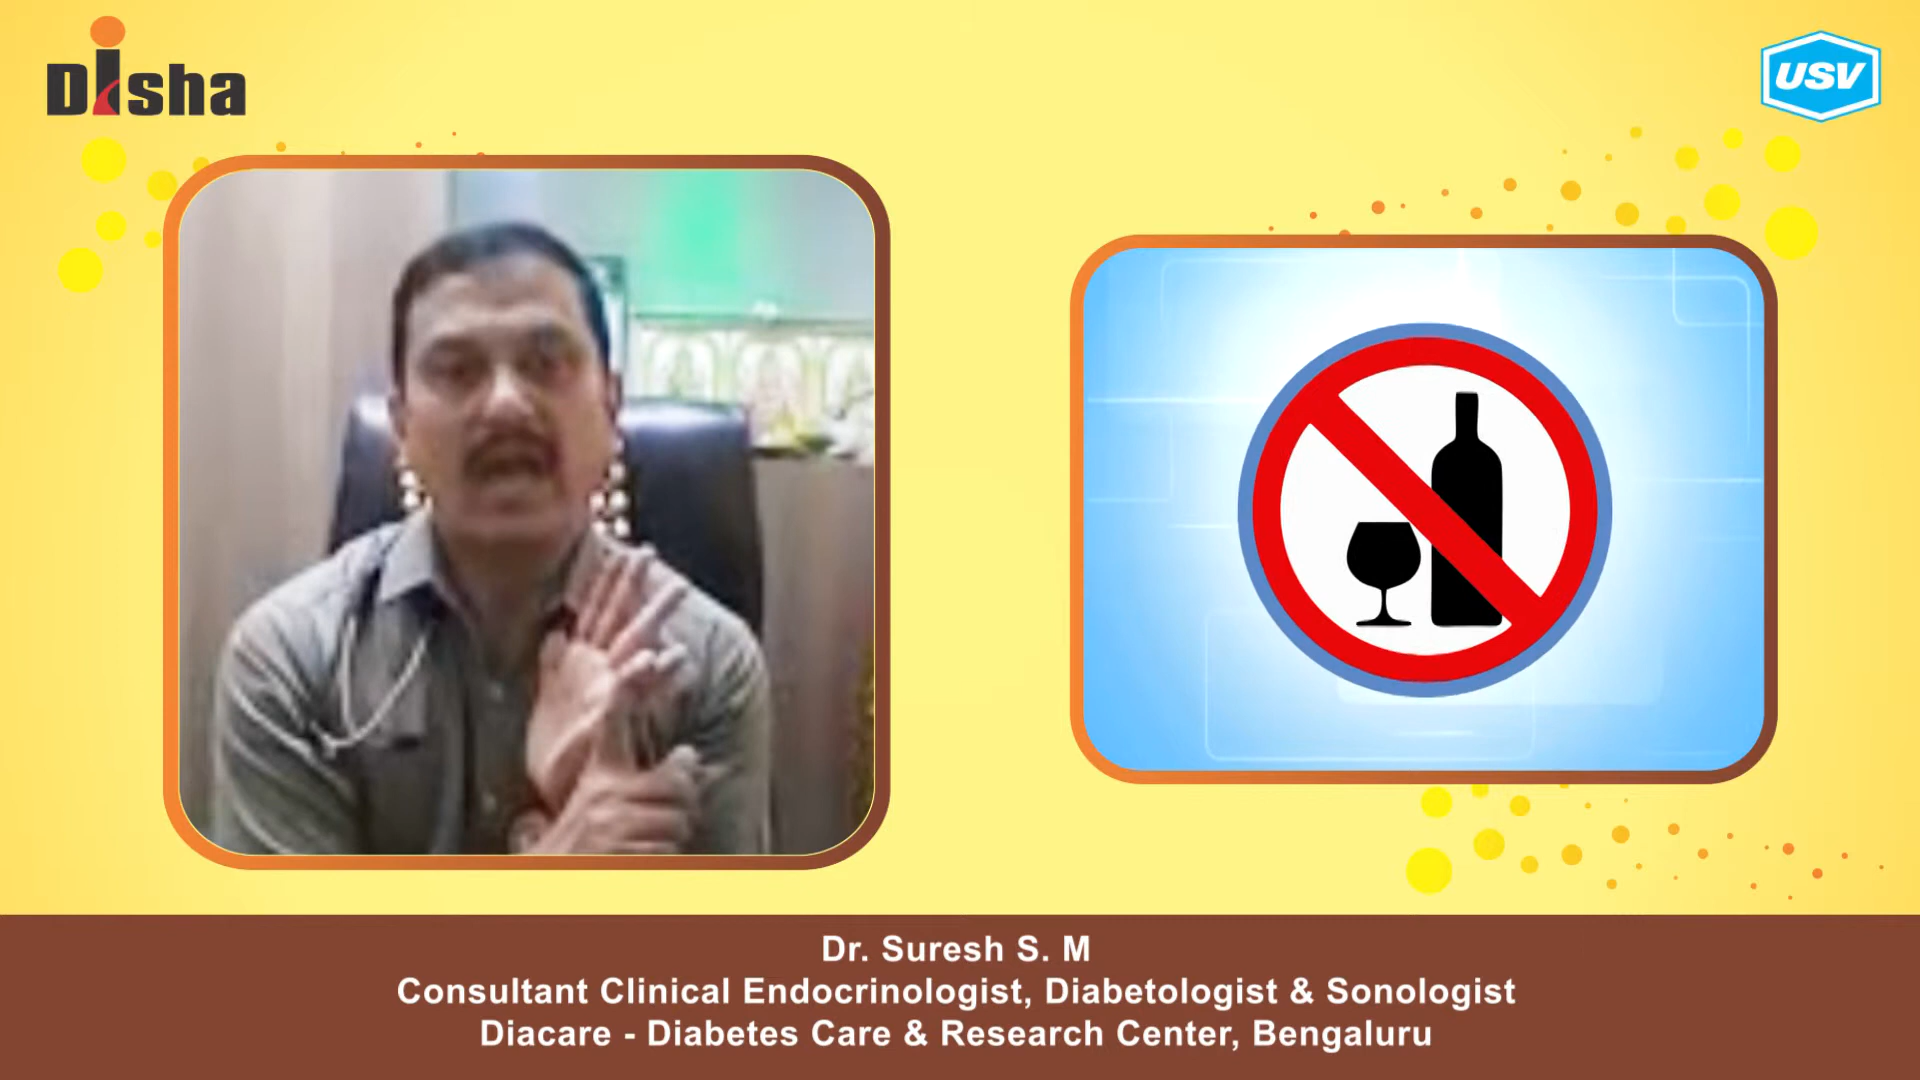 Disha
USV
Dr. Suresh S. M
Consultant Clinical Endocrinologist, Diabetologist & Sonologist
Diacare - Diabetes Care & Research Center, Bengaluru